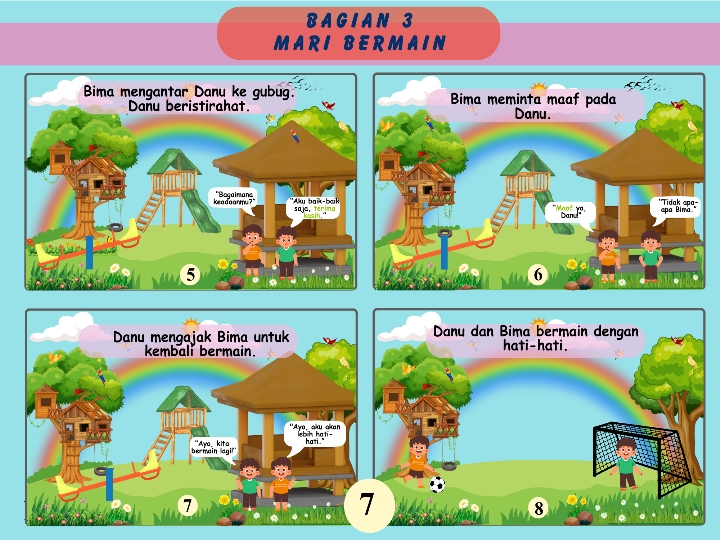 BAGIAN 3
MARI BERMAIN
Bima mengantar Danu ke gubug.
Danu beristirahat.
"Bagaimana
keadaanmu?"
"Aku baik-baik
saja, terima
kasih."
5
Bima meminta maaf pada
Danu.
"Maaf ya,
Danu!"
"Tidak apa-
apa Bima."
6
Danu mengajak Bima untuk
kembali bermain.
"Ayo, kita
bermain lagi!"
"Ayo, aku akan
lebih hati-
hati."
7
Danu dan Bima bermain dengan
hati-hati.
8
7